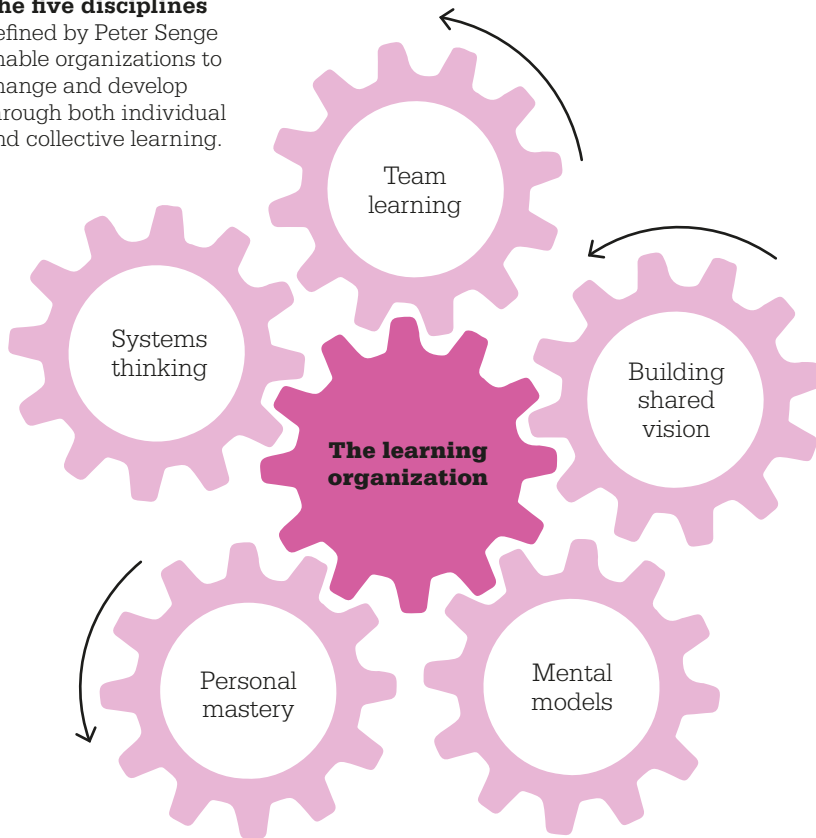 he five disciplines
efined by Peter Senge
nable organizations to
hange and develop
hrough both individual
nd collective learning.
Team
learning
Systems
thinking
Building
shared
vision
The learning
organization
Personal
mastery
Mental
models